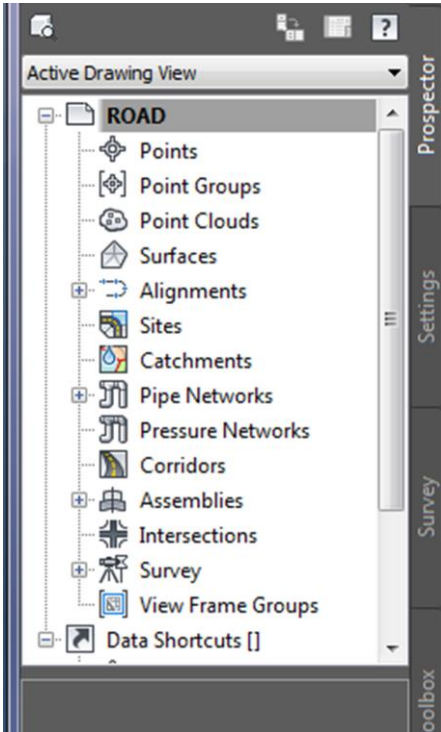 ?
Active Drawing View
ROAD
Points
Point Groups
Point Clouds
Surfaces
Alignments
Sites
Catchments
Pipe Networks
Pressure Networks
Corridors
Assemblies
Intersections
Survey
View Frame Groups
Data Shortcuts []
Prospector
Settings
Survey
oolbox